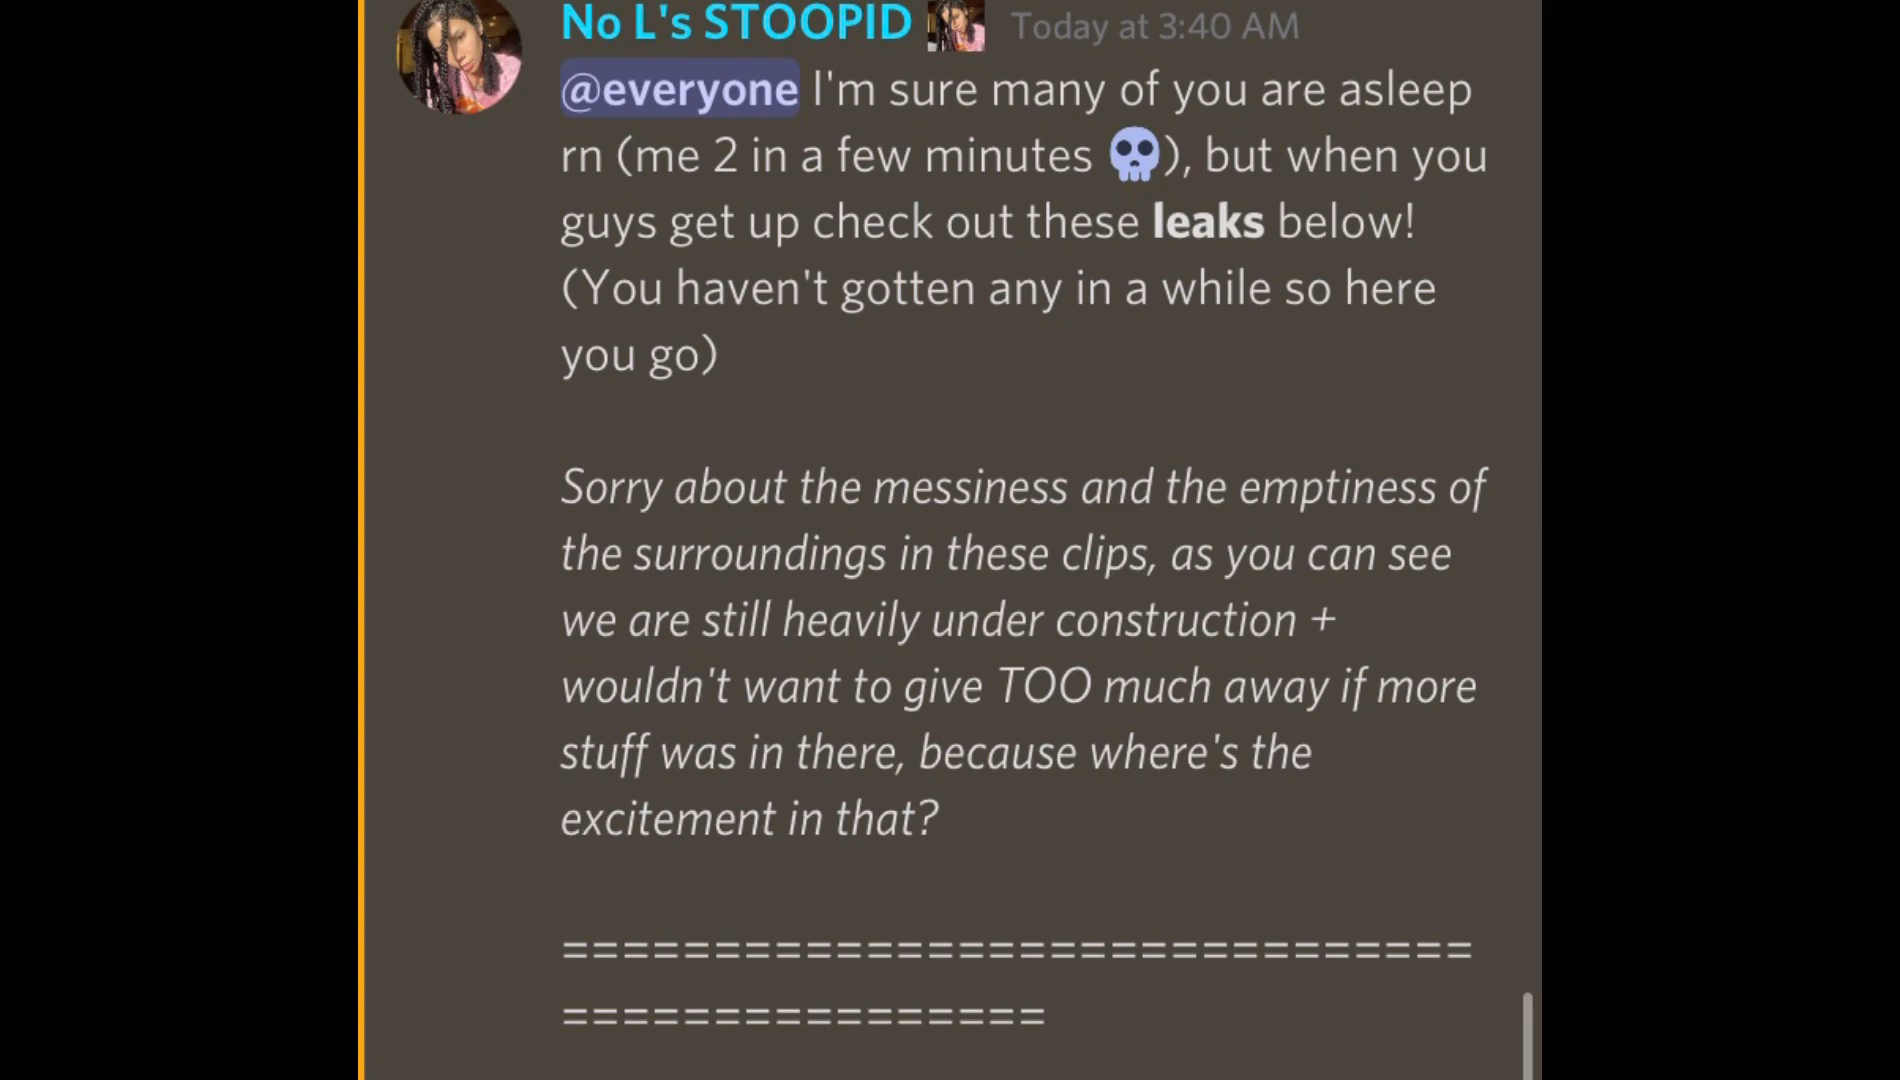 No L's STOOPID Today at 3:40 AM
@everyone I'm sure many of you are asleep
rn (me 2 in a few minutes 💀), but when you
guys get up check out these leaks below!
(You haven't gotten any in a while so here
you go)
Sorry about the messiness and the emptiness of
the surroundings in these clips, as you can see
we are still heavily under construction +
wouldn't want to give TOO much away if more
stuff was in there, because where's the
excitement in that?
==============================
================